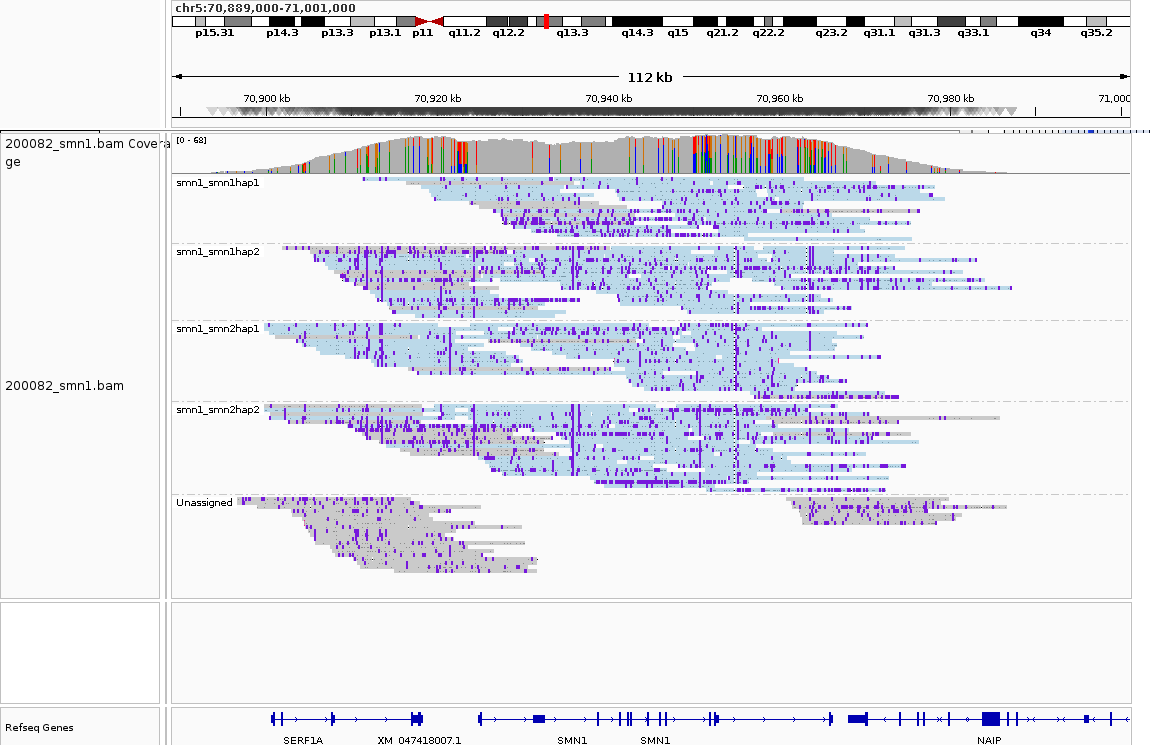 chr5:70,889,000-71,001,000
p15.31 p14.3 p13.3 p13.1 p11 q11.2 q12.2 q13.3 q14.3 q15 q21.2 q22.2 q23.2 q31.1 q31.3 q33.1 q34 q35.2
112 kb
70,900 kb 70,920 kb 70,940 kb 70,960 kb 70,980 kb 71,000
200082_smn1.bam Covera
ge
[0 - 68]
smn1_smn1hap1
smn1_smn1hap2
smn1_smn2hap1
200082_smn1.bam
smn1_smn2hap2
Unassigned
Refseq Genes
SERF1A XM_047418007.1 SMN1 SMN1 NAIP